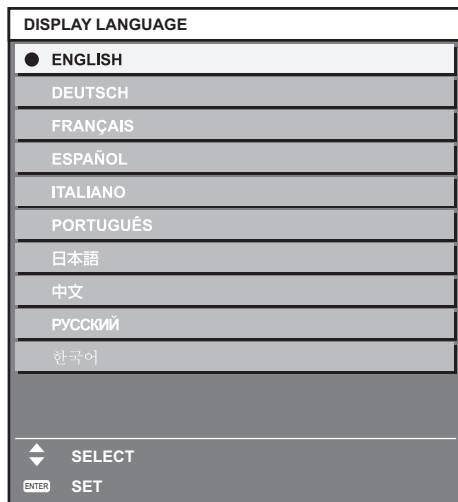 DISPLAY LANGUAGE
ENGLISH
DEUTSCH
FRANÇAIS
ESPAÑOL
ITALIANO
PORTUGUÊS
日本語
中文
РУССКИЙ
한국어
SELECT
ENTER SET